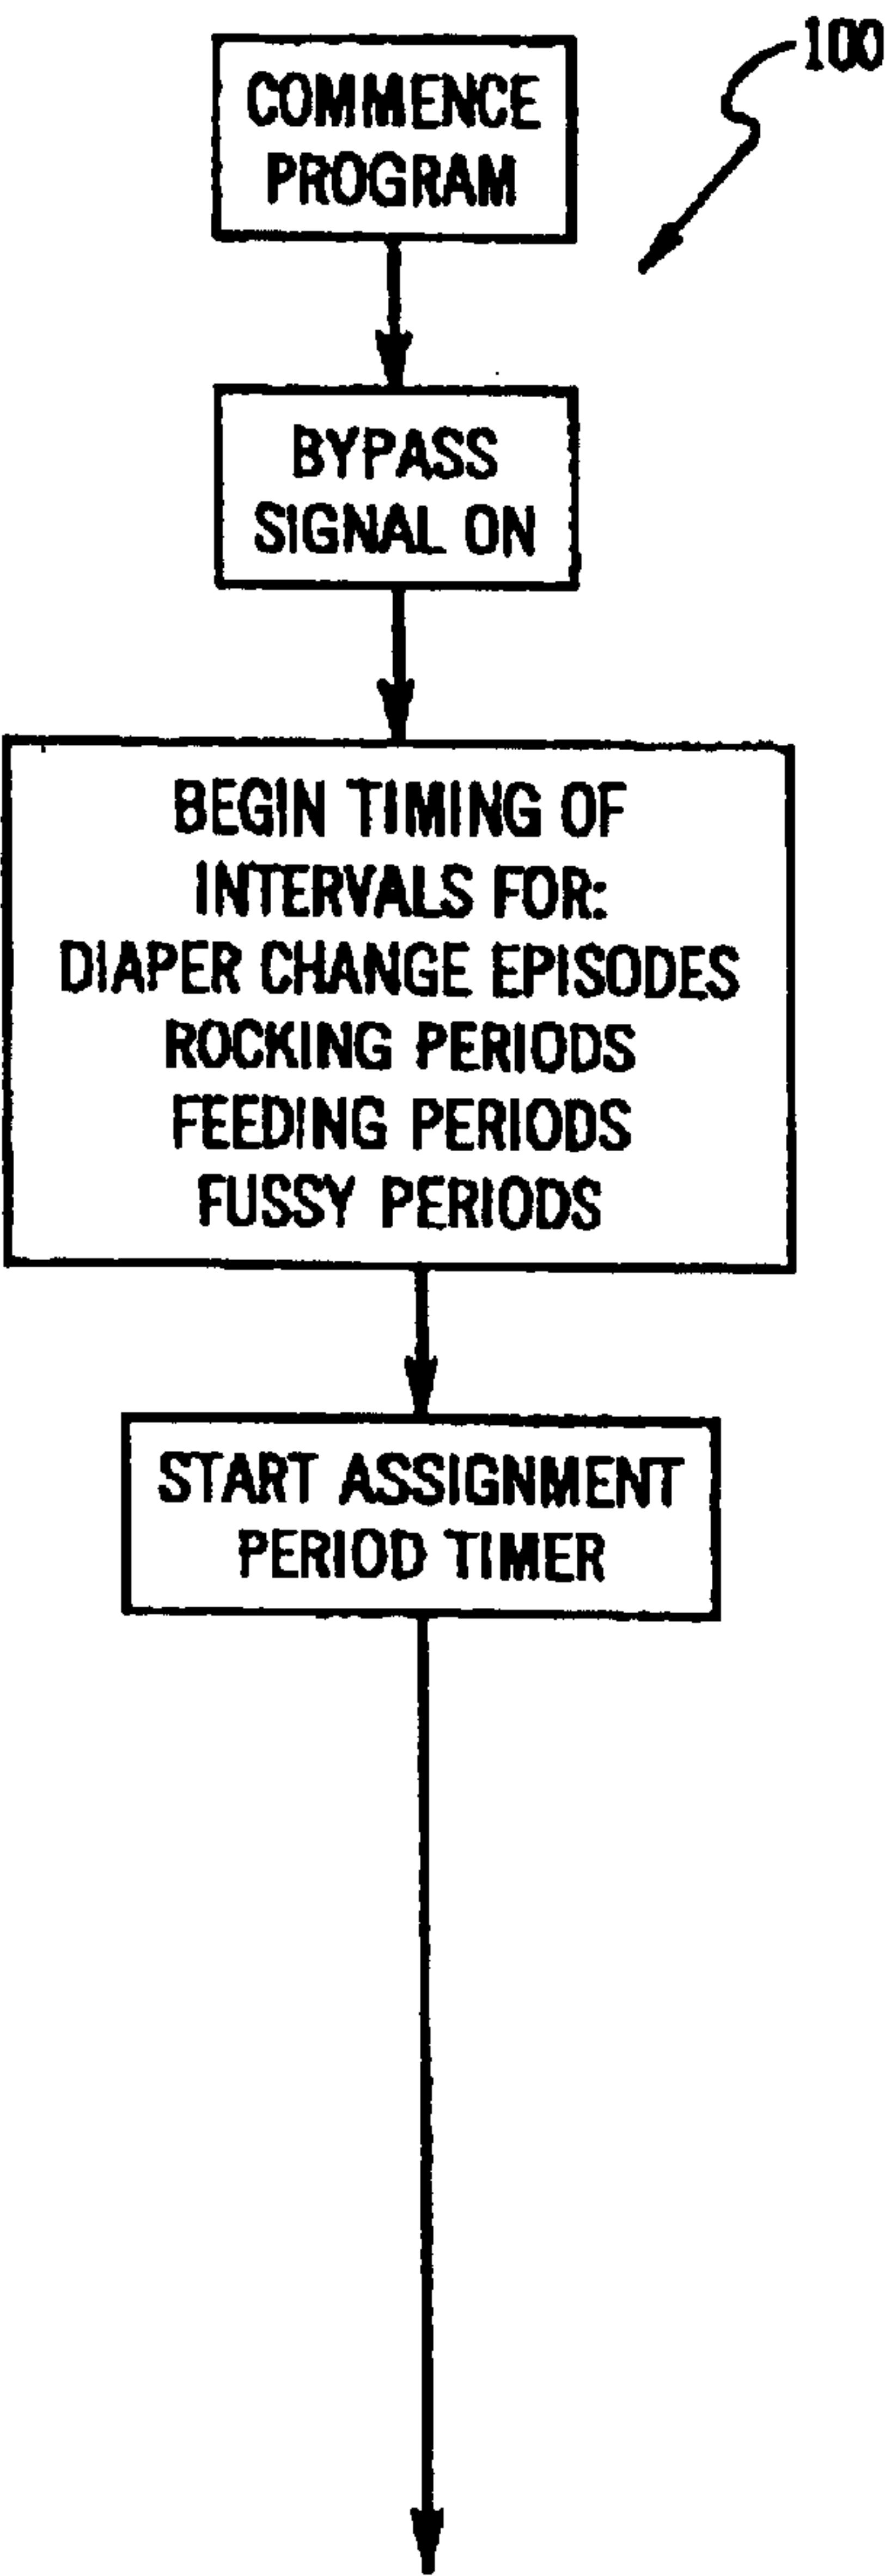 100
COMMENCE
PROGRAM
BYPASS
SIGNAL ON
BEGIN TIMING OF
INTERVALS FOR:
DIAPER CHANGE EPISODES
ROCKING PERIODS
FEEDING PERIODS
FUSSY PERIODS
START ASSIGNMENT
PERIOD TIMER